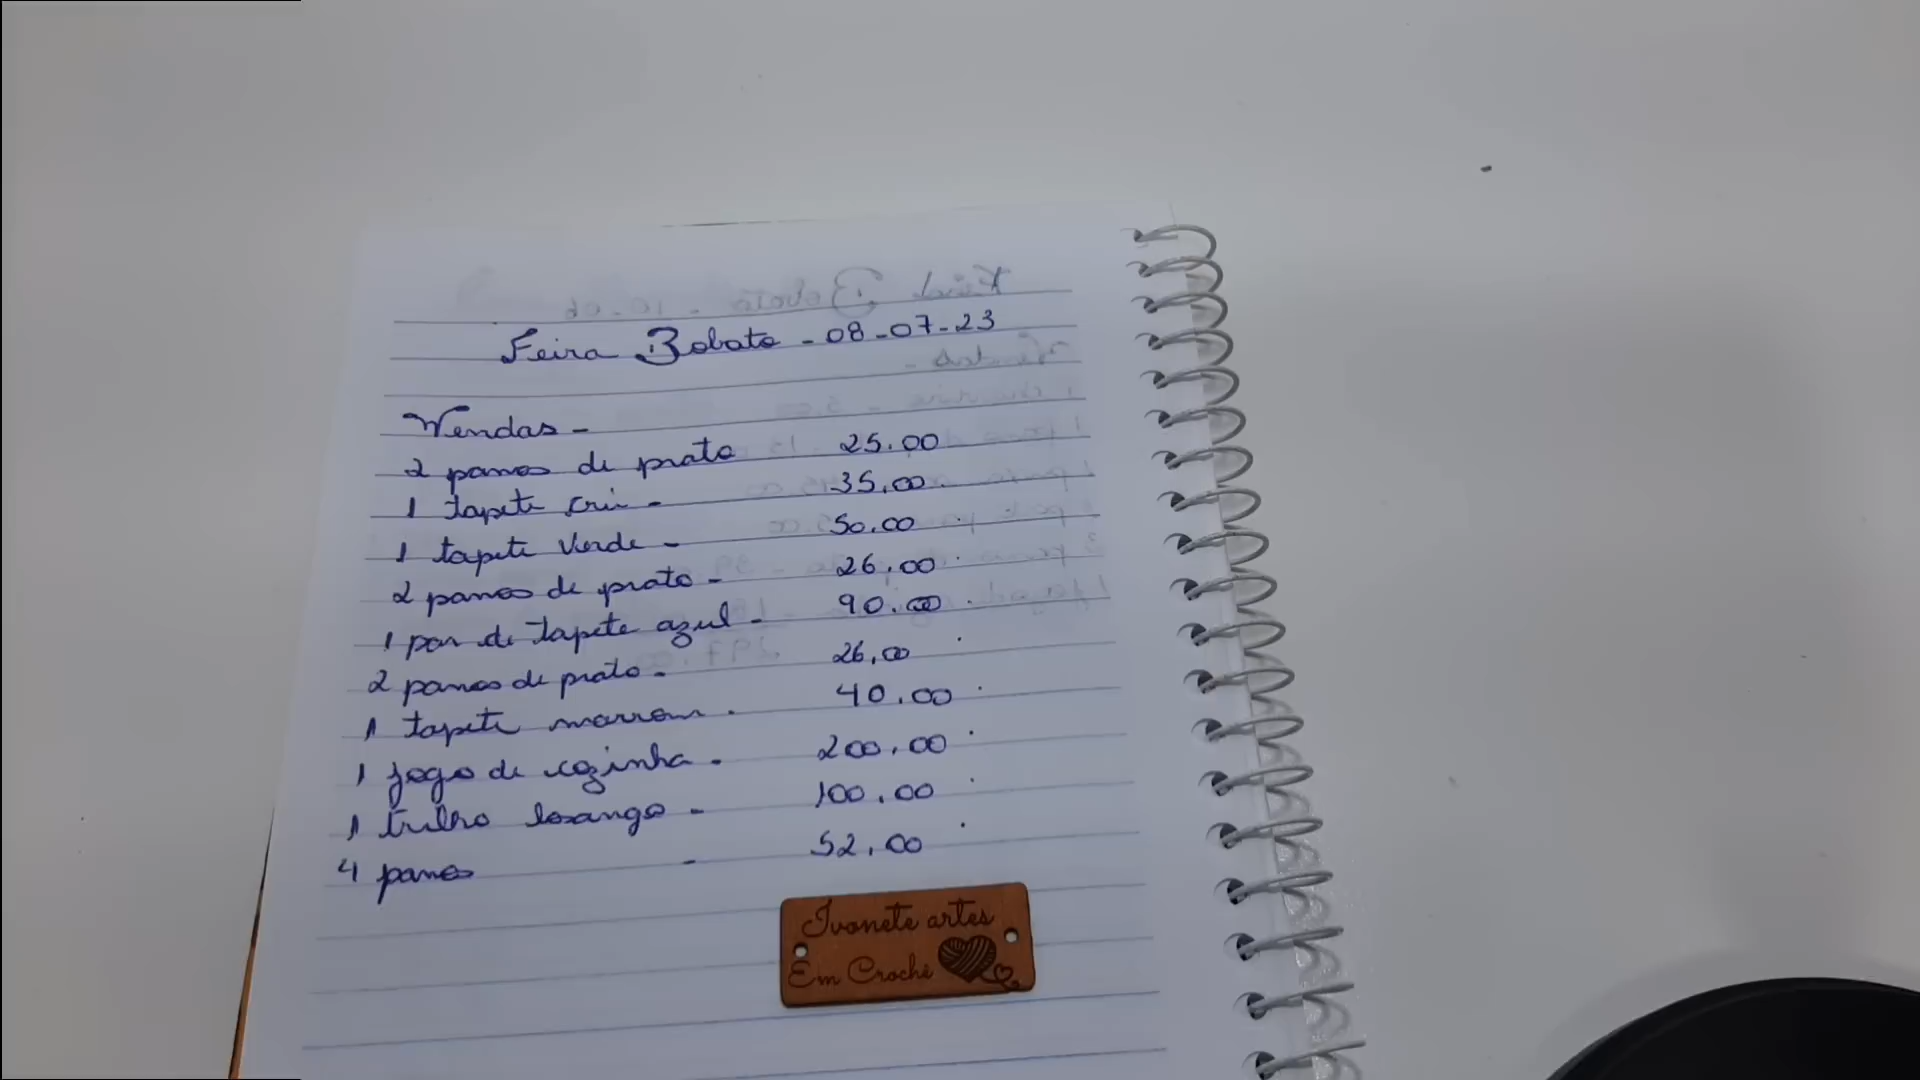 Feira Bobato - 08-07-23
Vendas -
2 panos de prato 25.00
1 tapete cru - 35,00
1 tapete verde - 50.00
2 panos de prato - 26.00
1 par de tapete azul - 90.00
2 panos de prato - 26,00
1 tapete marrom - 40.00
1 jogo de cozinha - 200,00
1 trilho losango - 100.00
4 panos - 52,00
Ivonete artes
Em Crochê